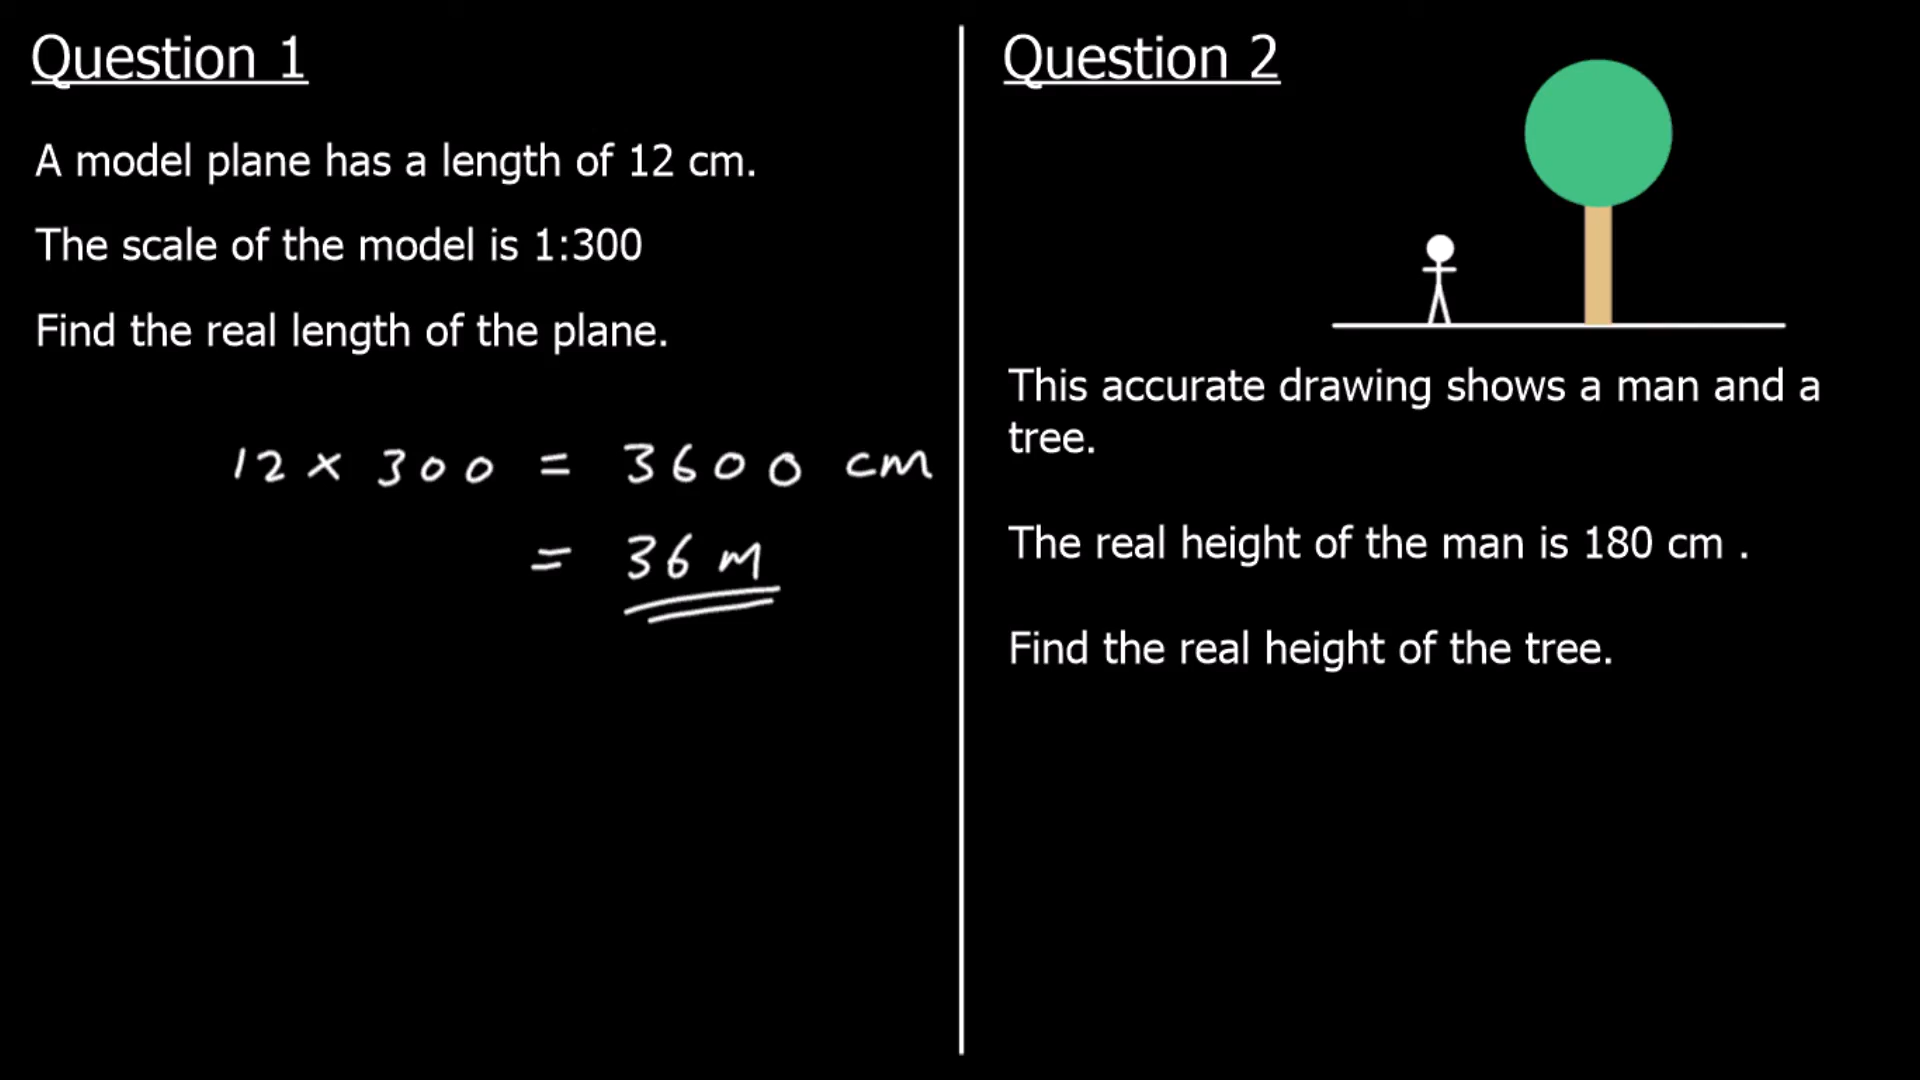 Question 1
A model plane has a length of 12 cm.
The scale of the model is 1:300
Find the real length of the plane.
12 × 300 = 3600 cm
= 36 m
Question 2
This accurate drawing shows a man and a
tree.
The real height of the man is 180 cm .
Find the real height of the tree.